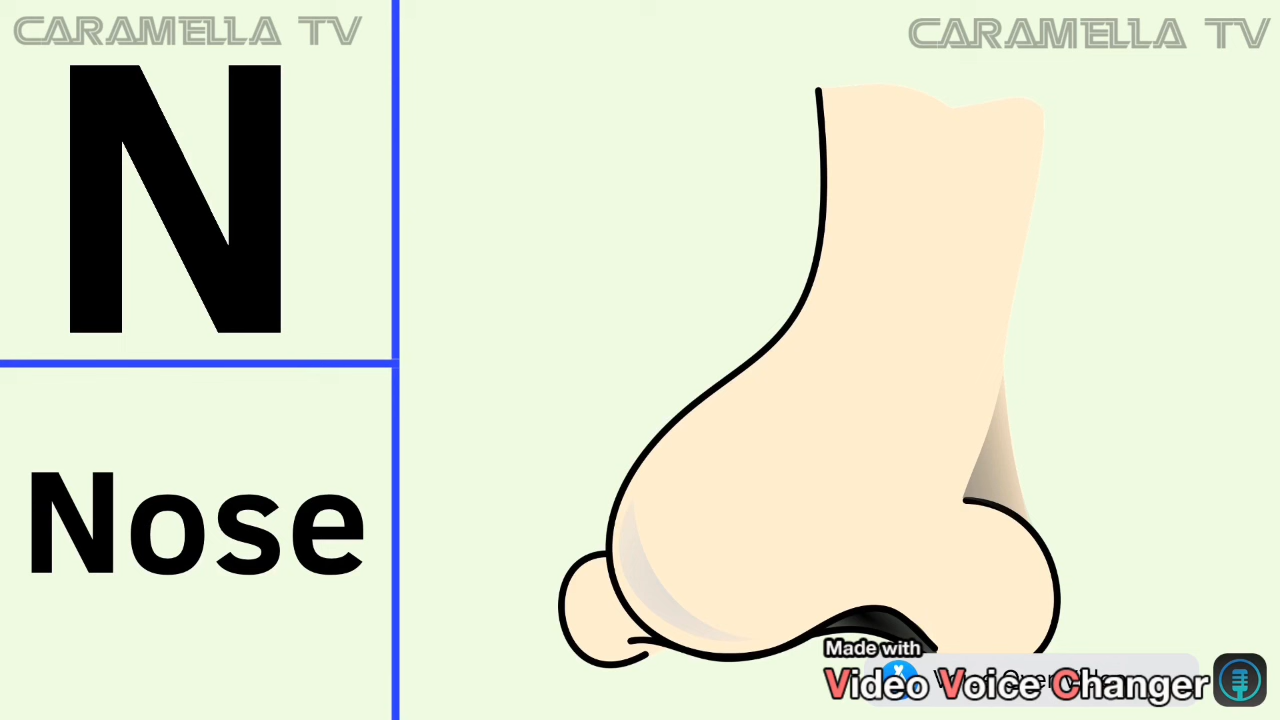 CARAMELLA TV
CARAMELLA TV
N
Nose
Made with
Video Voice Changer